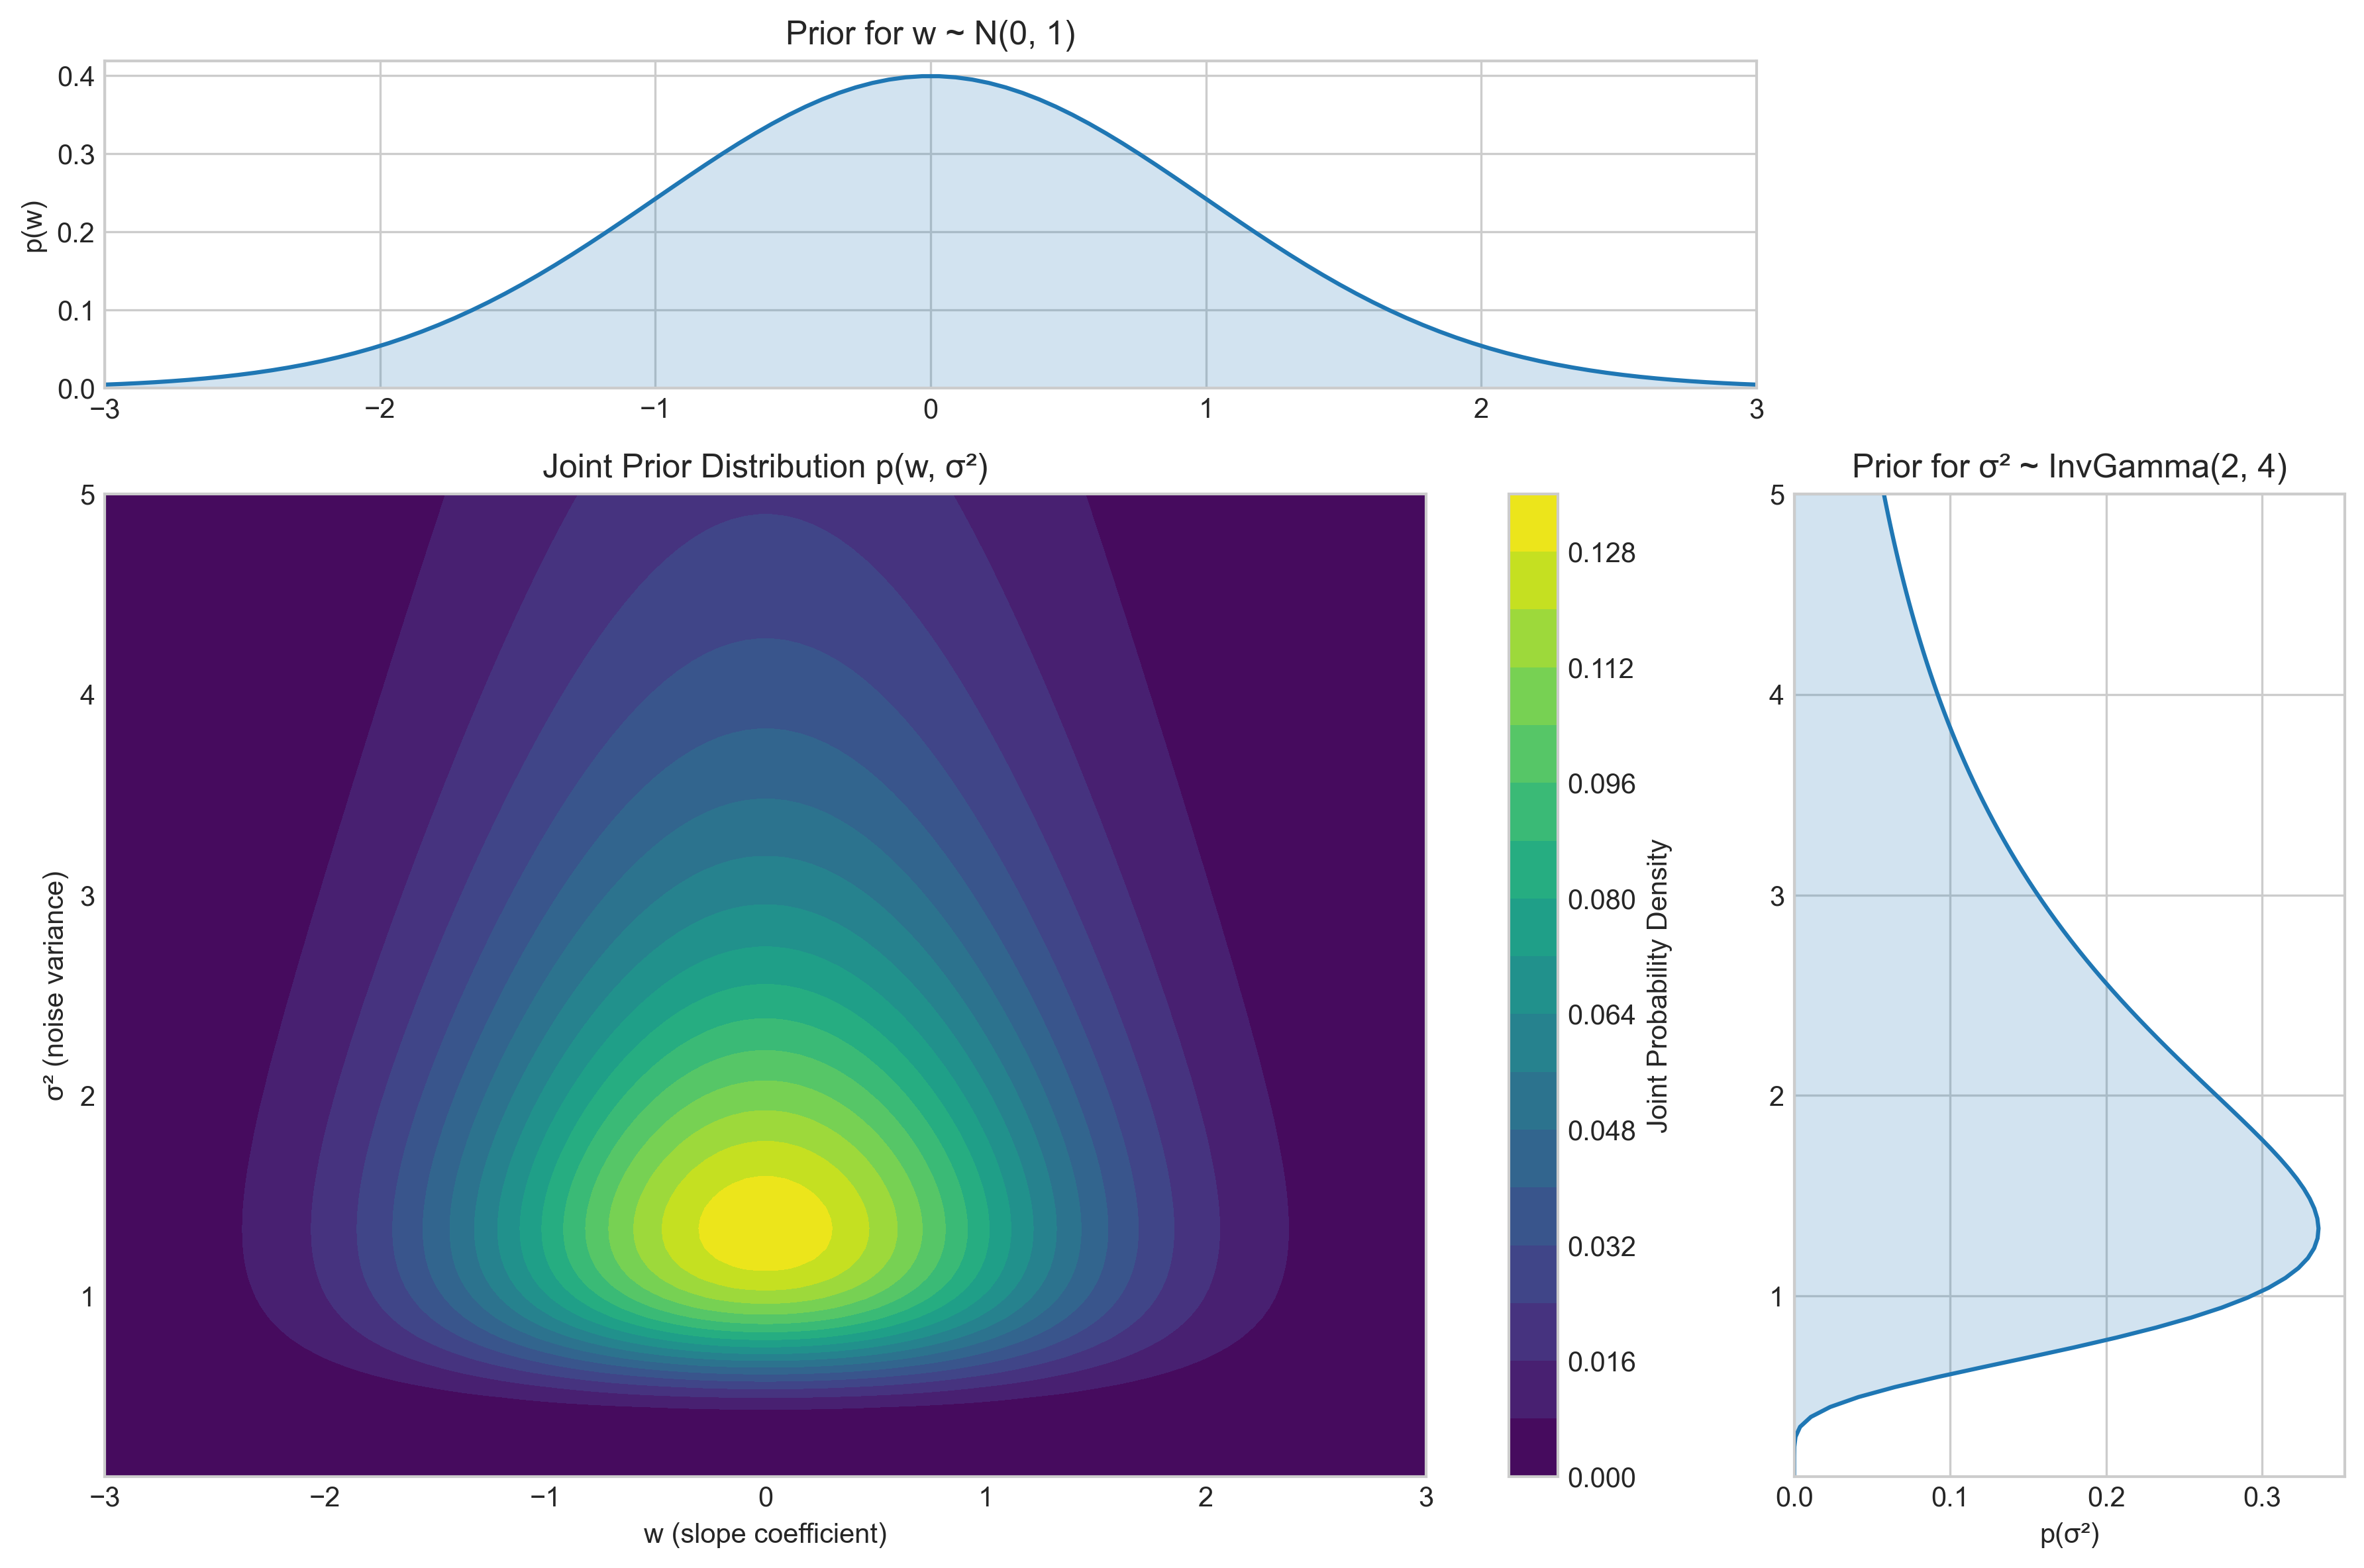 Prior for w ~ N(0, 1)
p(w)
0.4
0.3
0.2
0.1
0.0
−3 −2 −1 0 1 2 3
Joint Prior Distribution p(w, σ²)
σ² (noise variance)
5
4
3
2
1
−3 −2 −1 0 1 2 3
w (slope coefficient)
0.128
0.112
0.096
0.080
0.064
0.048
0.032
0.016
0.000
Joint Probability Density
Prior for σ² ~ InvGamma(2, 4)
5
4
3
2
1
0.0 0.1 0.2 0.3
p(σ²)